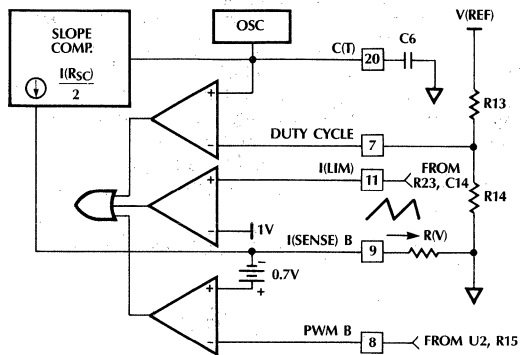 SLOPE
COMP.
I(RSC)
2
OSC
C(T)
20
C6
V(REF)
R13
+
−
DUTY CYCLE
7
+
I(LIM)
11
FROM
R23, C14
R14
−
1V
I(SENSE) B
9
R(V)
−
0.7V
+
+
−
PWM B
8
FROM U2, R15